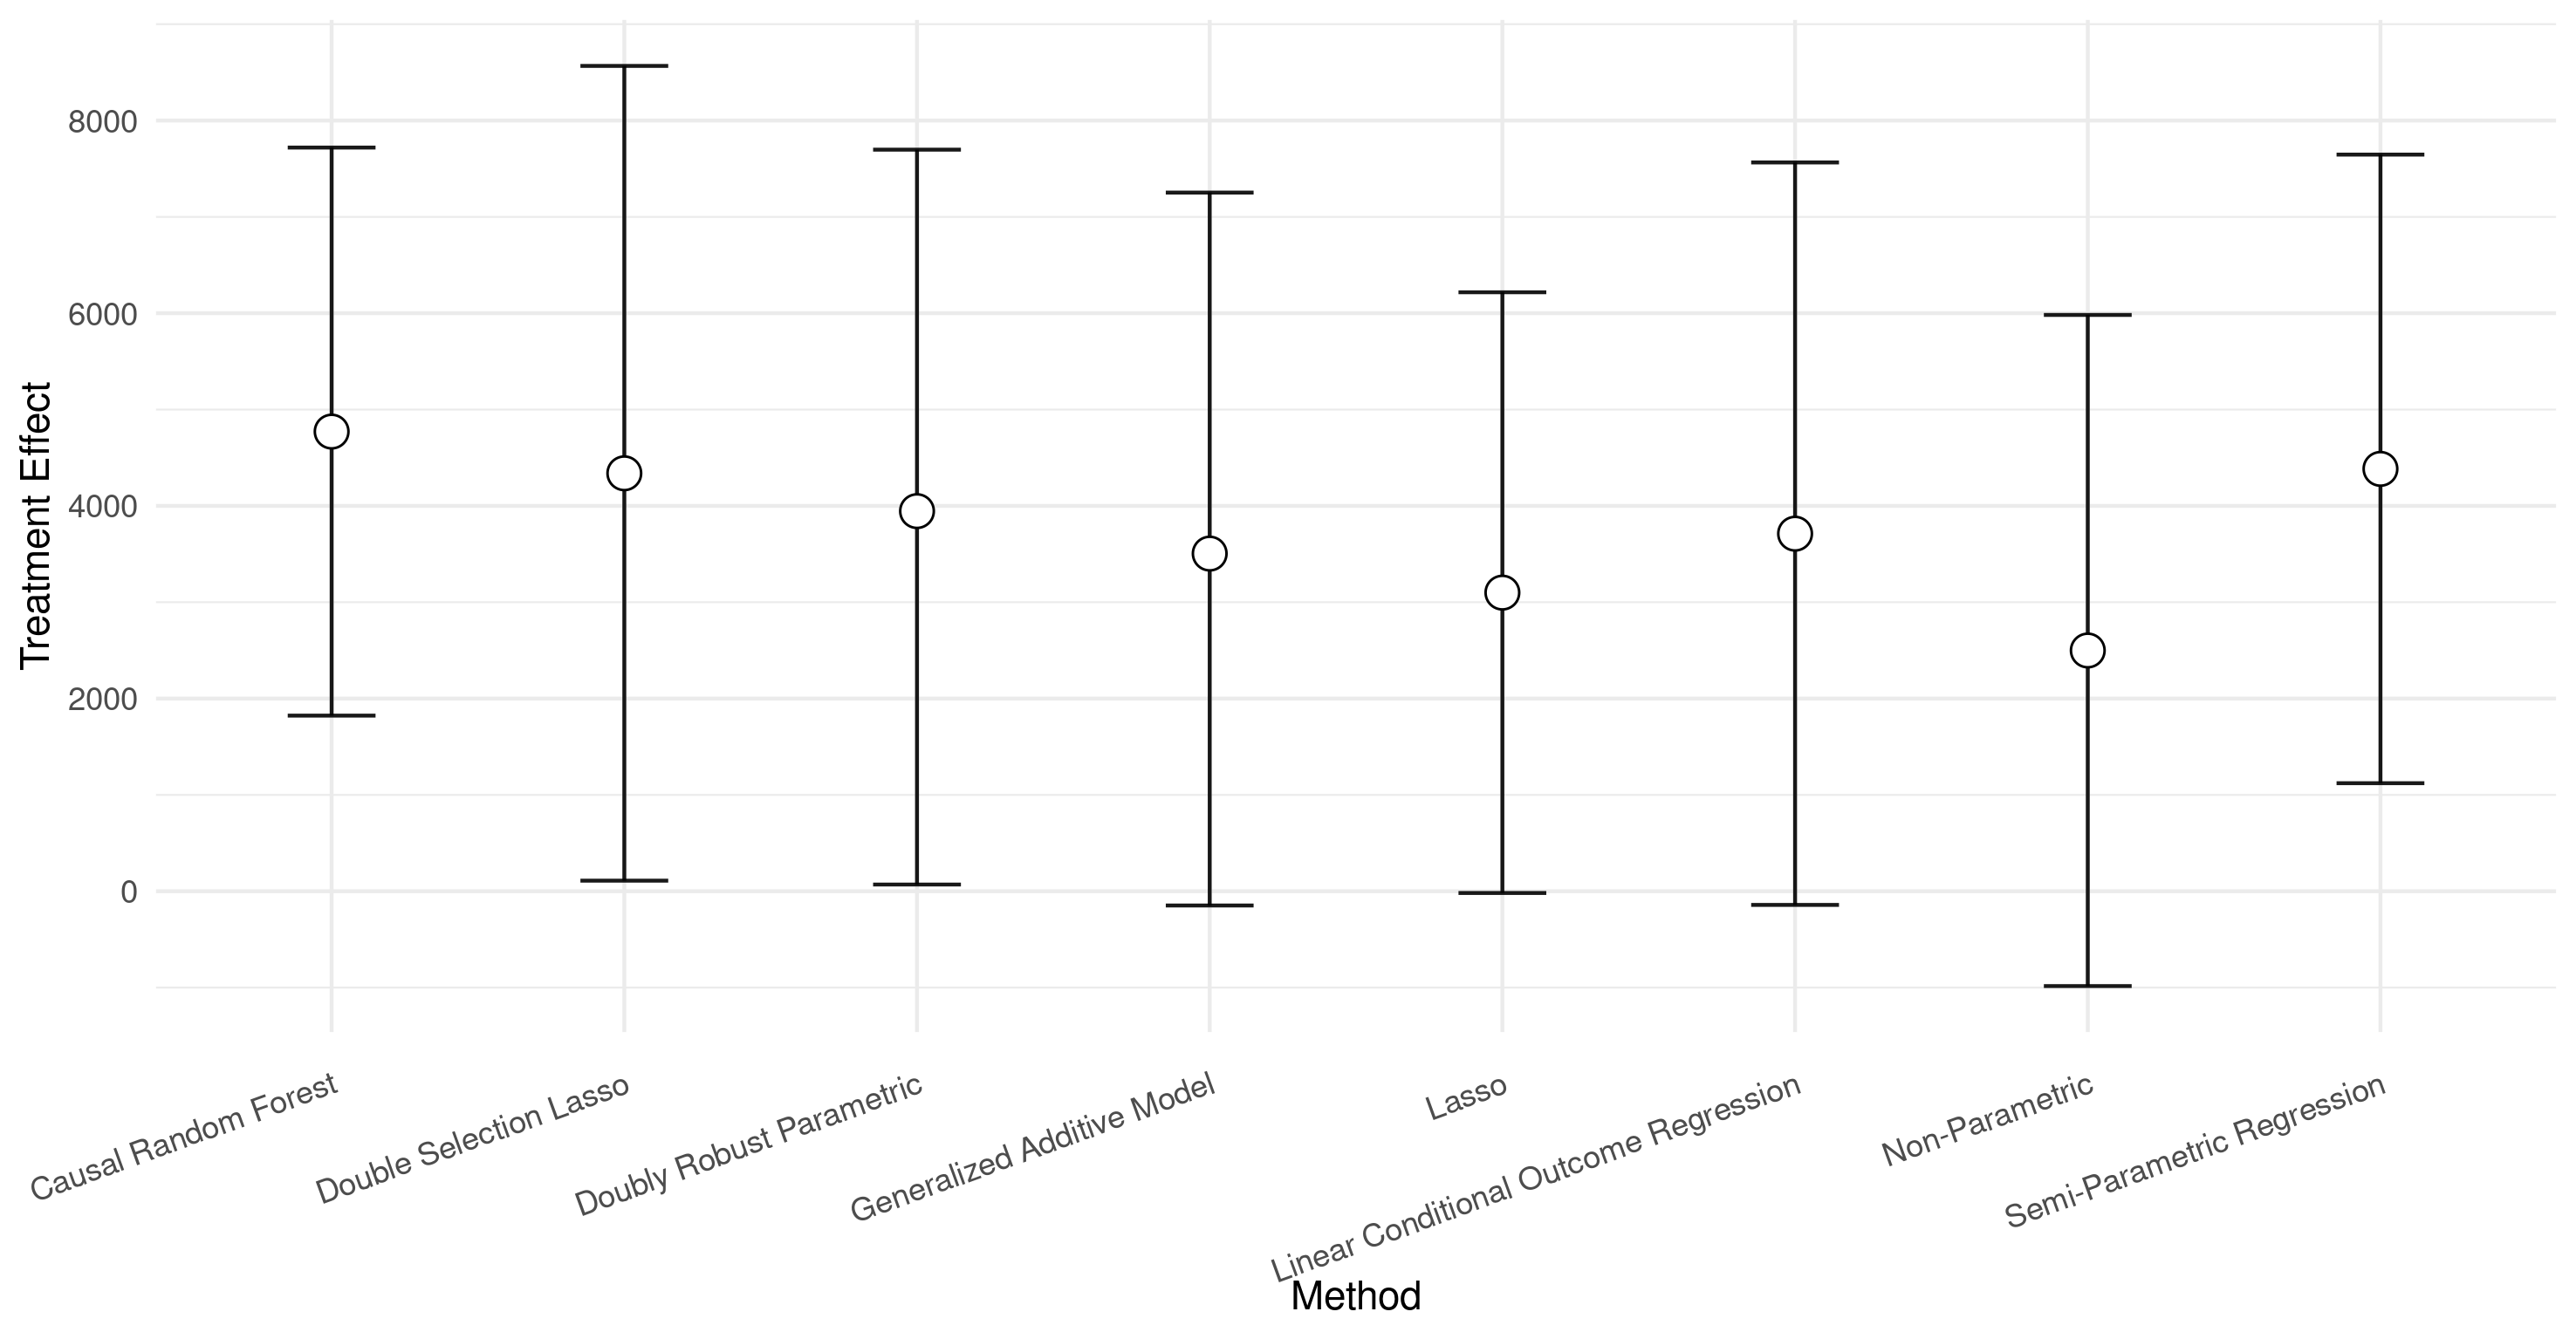 Treatment Effect
8000
6000
4000
2000
0
Causal Random Forest
Double Selection Lasso
Doubly Robust Parametric
Generalized Additive Model
Lasso
Linear Conditional Outcome Regression
Non-Parametric
Semi-Parametric Regression
Method